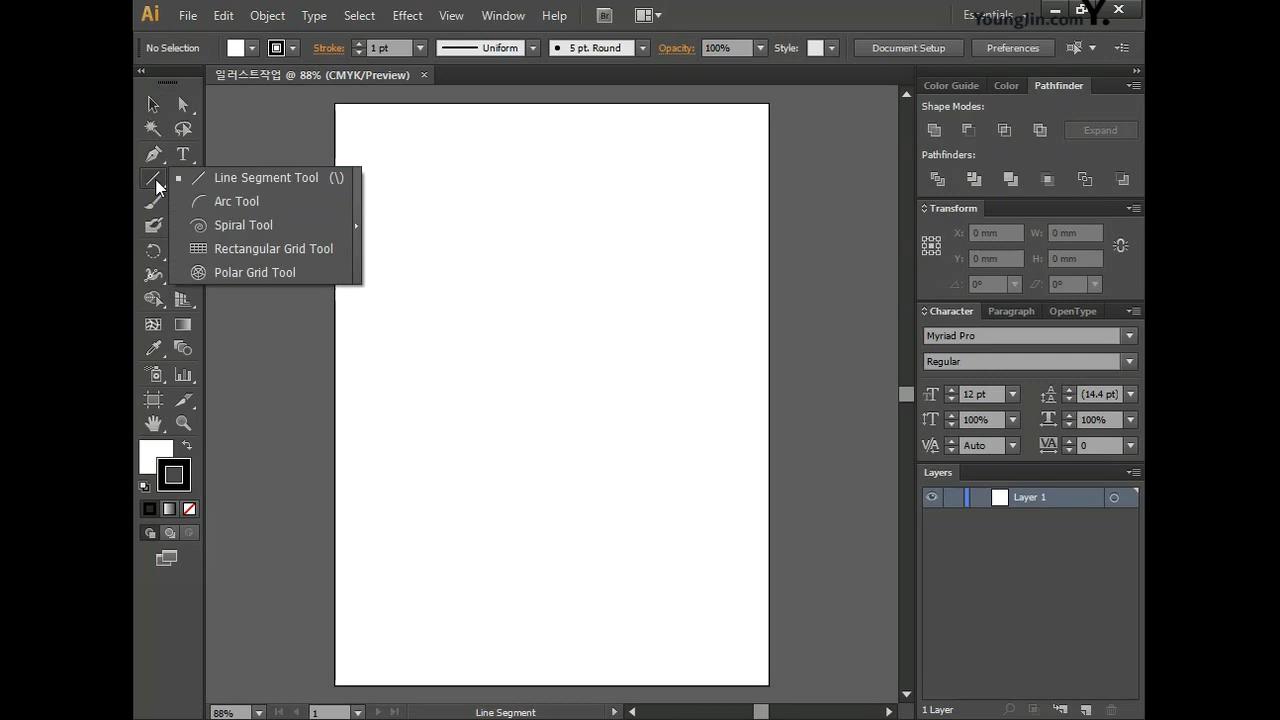 Ai File Edit Object Type Select Effect View Window Help Br Essentials
YoungJin.com Y.
No Selection Stroke: 1 pt Uniform 5 pt. Round Opacity: 100% Style: Document Setup Preferences
일러스트작업 @ 88% (CMYK/Preview)
Color Guide Color Pathfinder
Shape Modes:
Expand
Pathfinders:
T
Line Segment Tool (\)
Arc Tool
Spiral Tool
Rectangular Grid Tool
Polar Grid Tool
Transform
X: 0 mm W: 0 mm
Y: 0 mm H: 0 mm
0° 0°
Character Paragraph OpenType
Myriad Pro
Regular
12 pt (14.4 pt)
100% 100%
Auto 0
Layers
Layer 1
1 Layer
88% 1 Line Segment